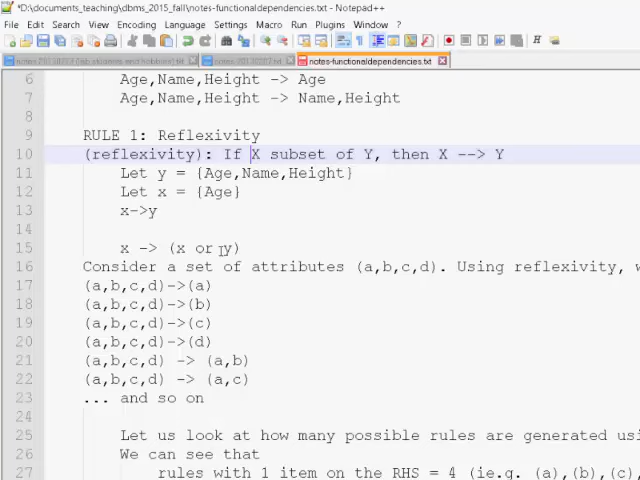 *D:\documents_teaching\dbms_2015_fall\notes-functionaldependencies.txt - Notepad++
File Edit Search View Encoding Language Settings Macro Run Plugins Window ?
notes-functionaldependencies.txt
6 Age,Name,Height -> Age
7 Age,Name,Height -> Name,Height
8
9 RULE 1: Reflexivity
10 (reflexivity): If X subset of Y, then X --> Y
11 Let y = {Age,Name,Height}
12 Let x = {Age}
13 x->y
14
15 x -> (x or y)
16 Consider a set of attributes (a,b,c,d). Using reflexivity, w
17 (a,b,c,d)->(a)
18 (a,b,c,d)->(b)
19 (a,b,c,d)->(c)
20 (a,b,c,d)->(d)
21 (a,b,c,d) -> (a,b)
22 (a,b,c,d) -> (a,c)
23 ... and so on
24
25 Let us look at how many possible rules are generated usi
26 We can see that
27 rules with 1 item on the RHS = 4 (ie.g. (a),(b),(c),